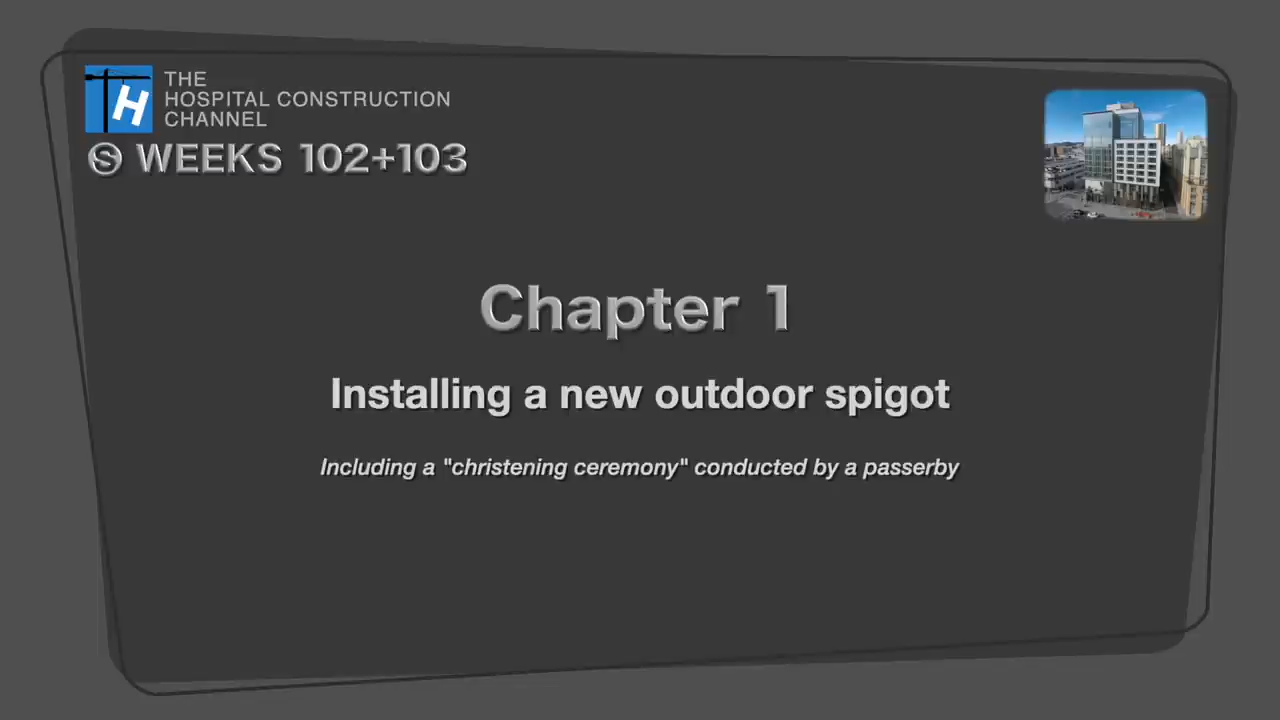 THE
HOSPITAL CONSTRUCTION
CHANNEL
H
S WEEKS 102+103
Chapter 1
Installing a new outdoor spigot
Including a "christening ceremony" conducted by a passerby